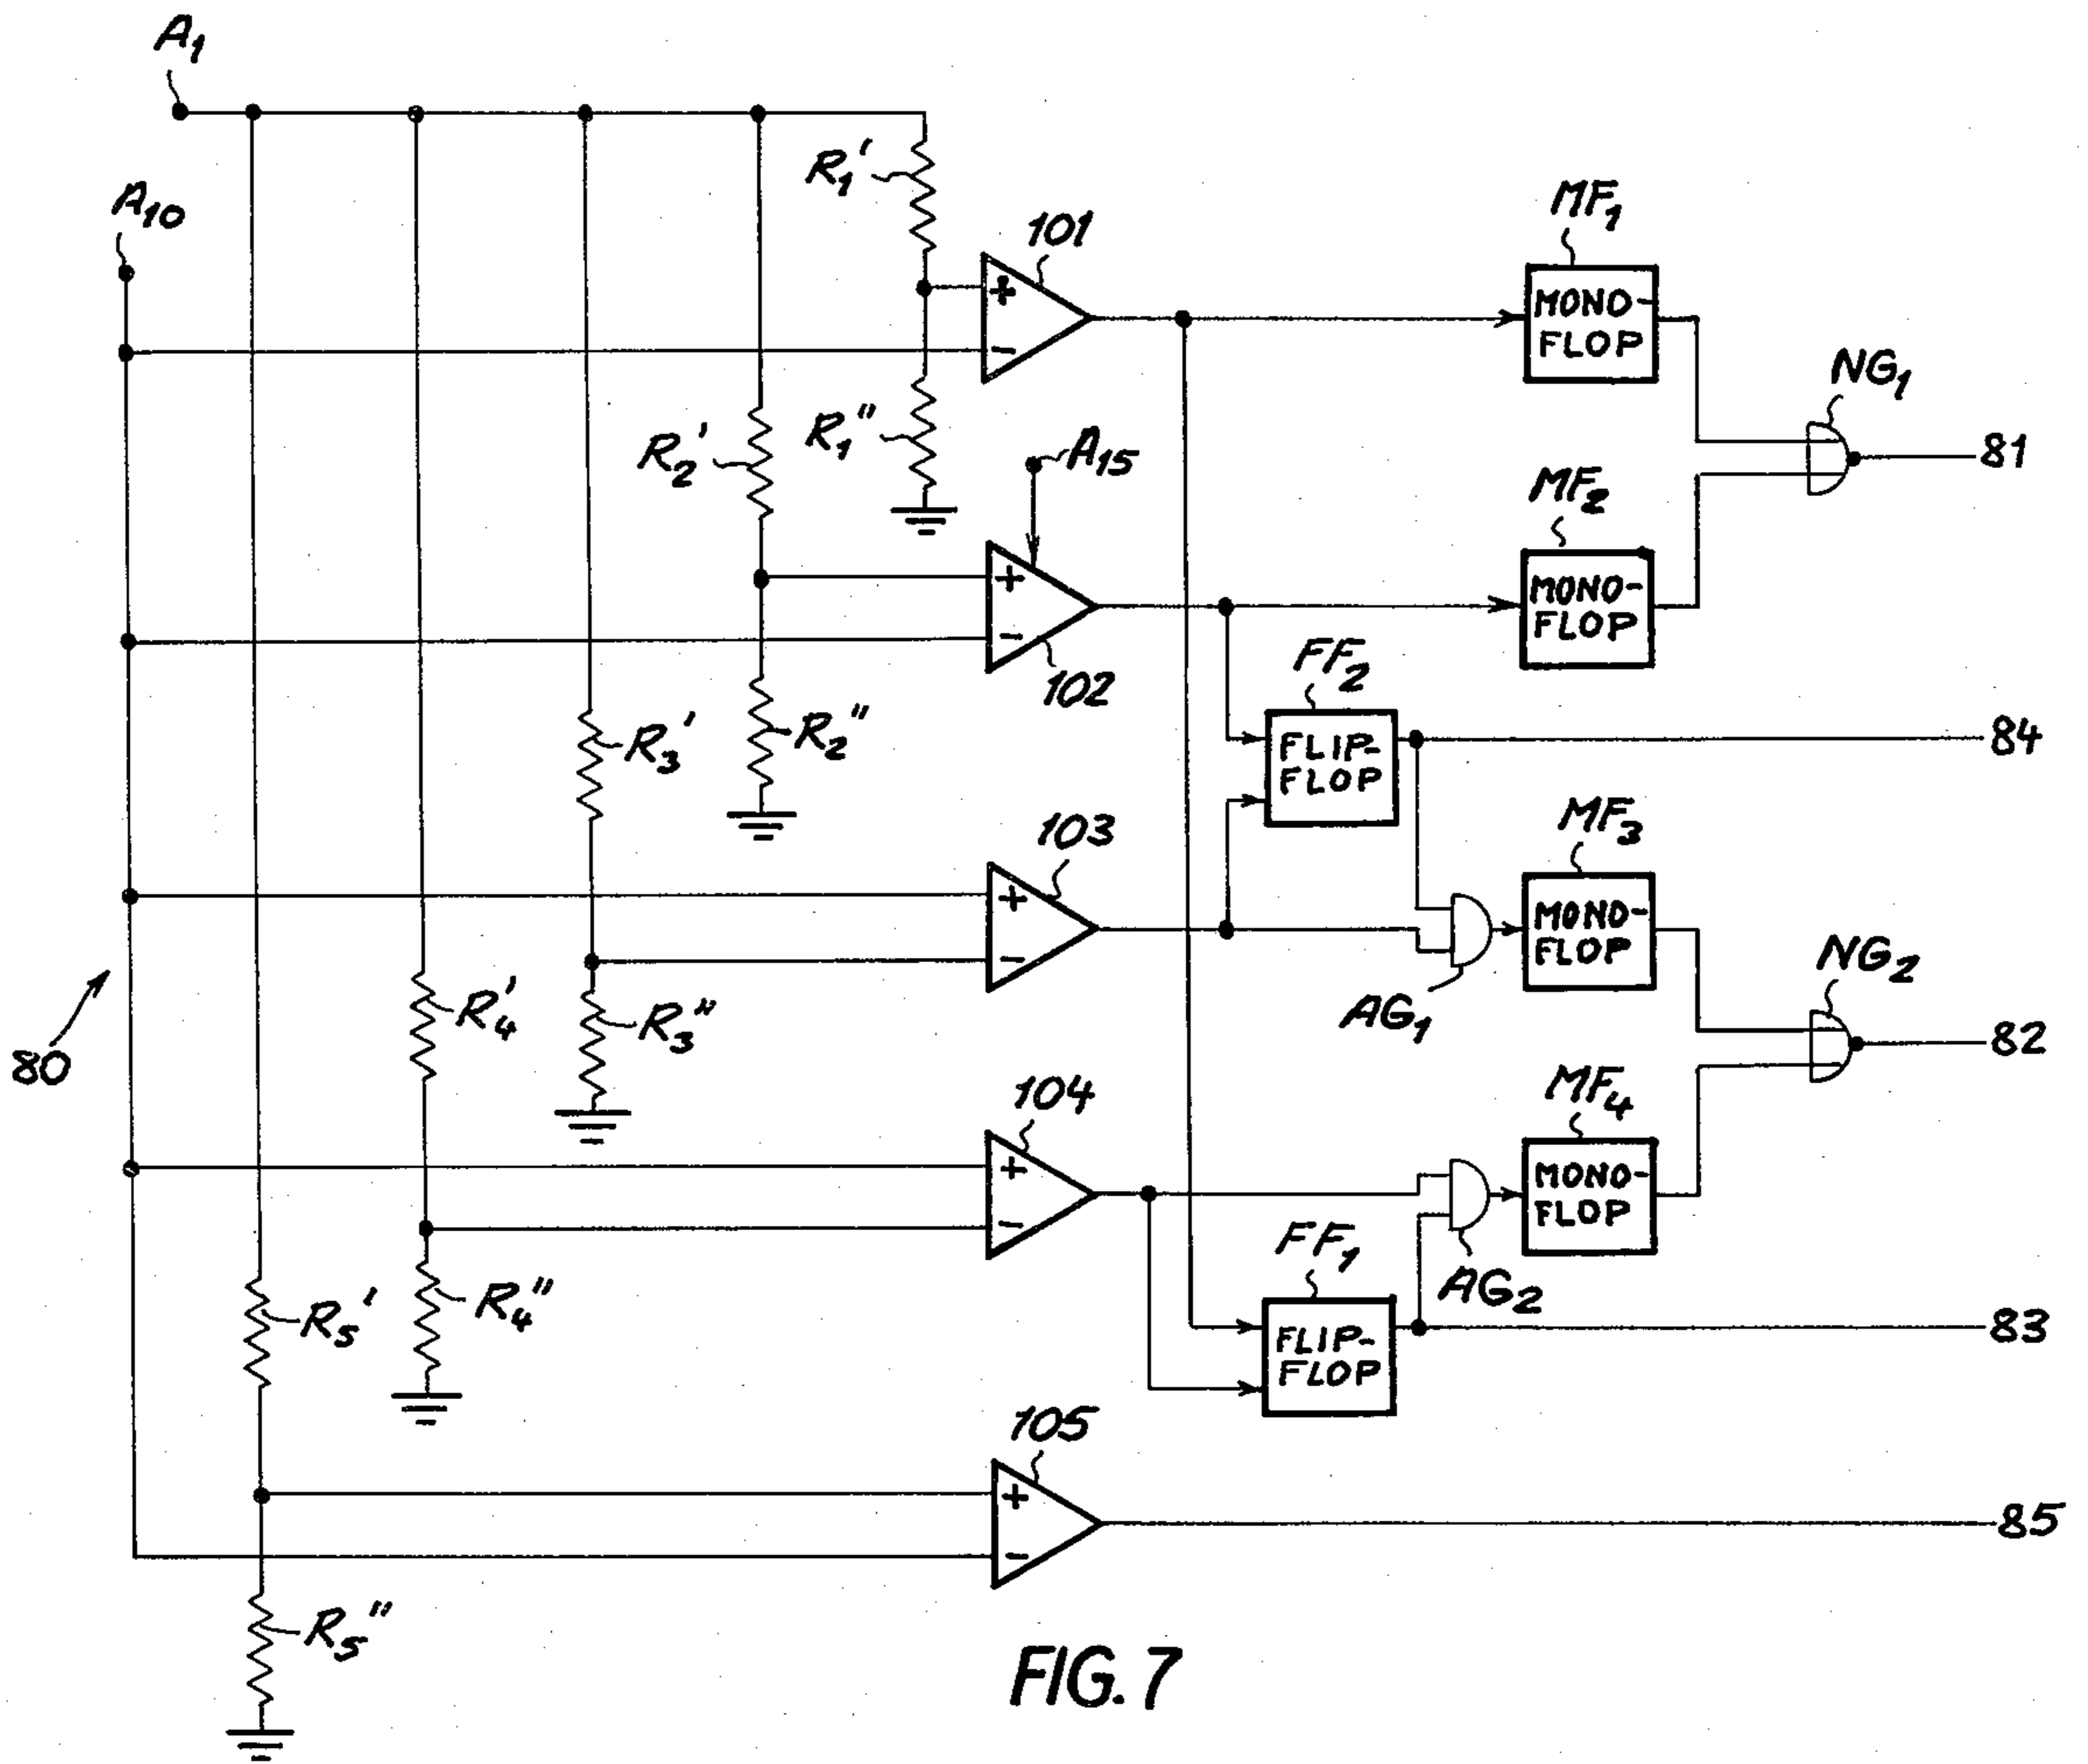 A1
A10
R1'
101
MF1
MONO-
FLOP
+
-
NG1
81
R2'
R1"
A15
MF2
MONO-
FLOP
+
-
102
FF2
FLIP-
FLOP
84
R3'
R2"
103
MF3
MONO-
FLOP
+
-
NG2
AG1
82
R4'
R3"
80
104
MF4
MONO-
FLOP
+
-
AG2
FF1
FLIP-
FLOP
83
R5'
R4"
105
+
-
85
R5"
FIG. 7